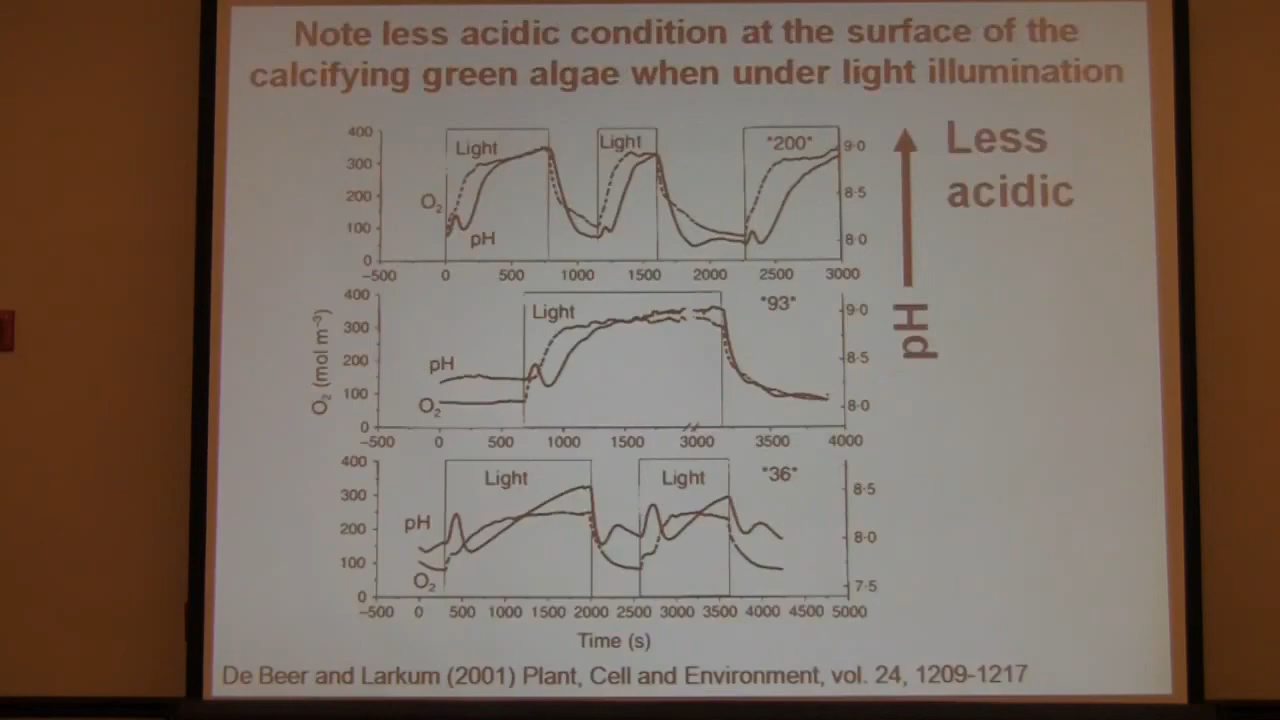 Note less acidic condition at the surface of the
calcifying green algae when under light illumination
400
300
200
100
0
Light
Light
"200"
O2
pH
9·0
8·5
8·0
−500 0 500 1000 1500 2000 2500 3000
Less
acidic
pH
O2 (mol m−3)
400
300
200
100
0
Light
"93"
pH
O2
9·0
8·5
8·0
−500 0 500 1000 1500 3000 3500 4000
400
300
200
100
0
Light
Light
"36"
pH
O2
8·5
8·0
7·5
−500 0 500 1000 1500 2000 2500 3000 3500 4000 4500 5000
Time (s)
De Beer and Larkum (2001) Plant, Cell and Environment, vol. 24, 1209-1217